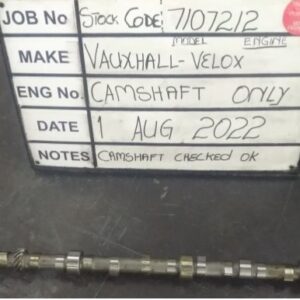 JOB No STOCK CODE 7107212
MODEL ENGINE
MAKE VAUXHALL-VELOX
ENG No. CAMSHAFT ONLY
DATE 1 AUG 2022
NOTES CAMSHAFT CHECKED OK